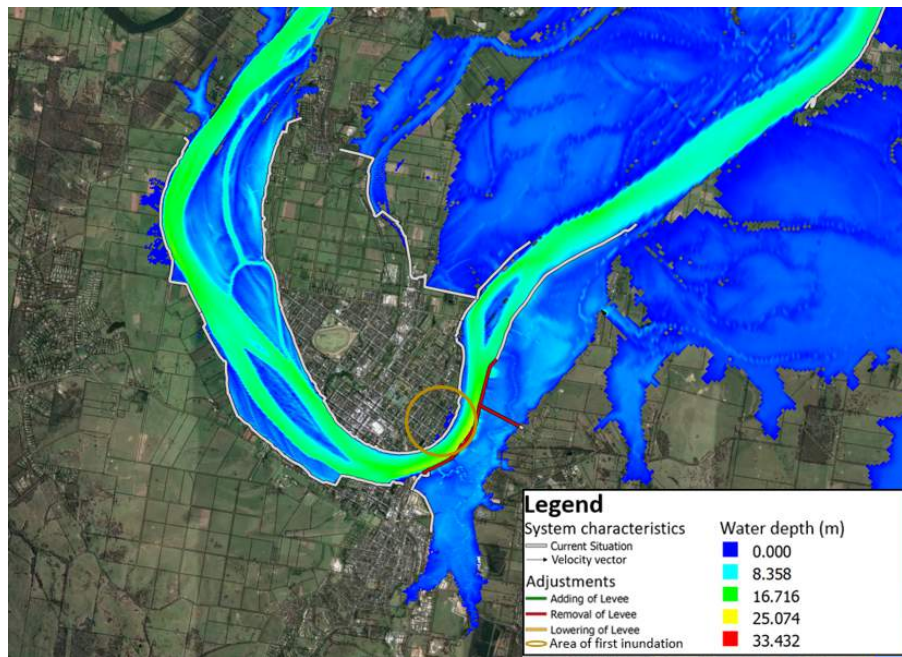 Legend
System characteristics
Current Situation
Velocity vector
Adjustments
Adding of Levee
Removal of Levee
Lowering of Levee
Area of first inundation
Water depth (m)
0.000
8.358
16.716
25.074
33.432